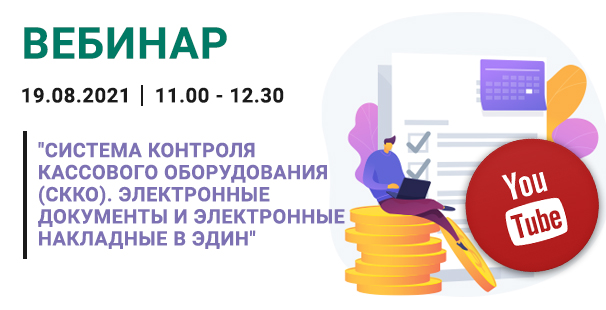 ВЕБИНАР
19.08.2021 | 11.00 - 12.30
"СИСТЕМА КОНТРОЛЯ
КАССОВОГО ОБОРУДОВАНИЯ
(СККО). ЭЛЕКТРОННЫЕ
ДОКУМЕНТЫ И ЭЛЕКТРОННЫЕ
НАКЛАДНЫЕ В ЭДИН"
You
Tube